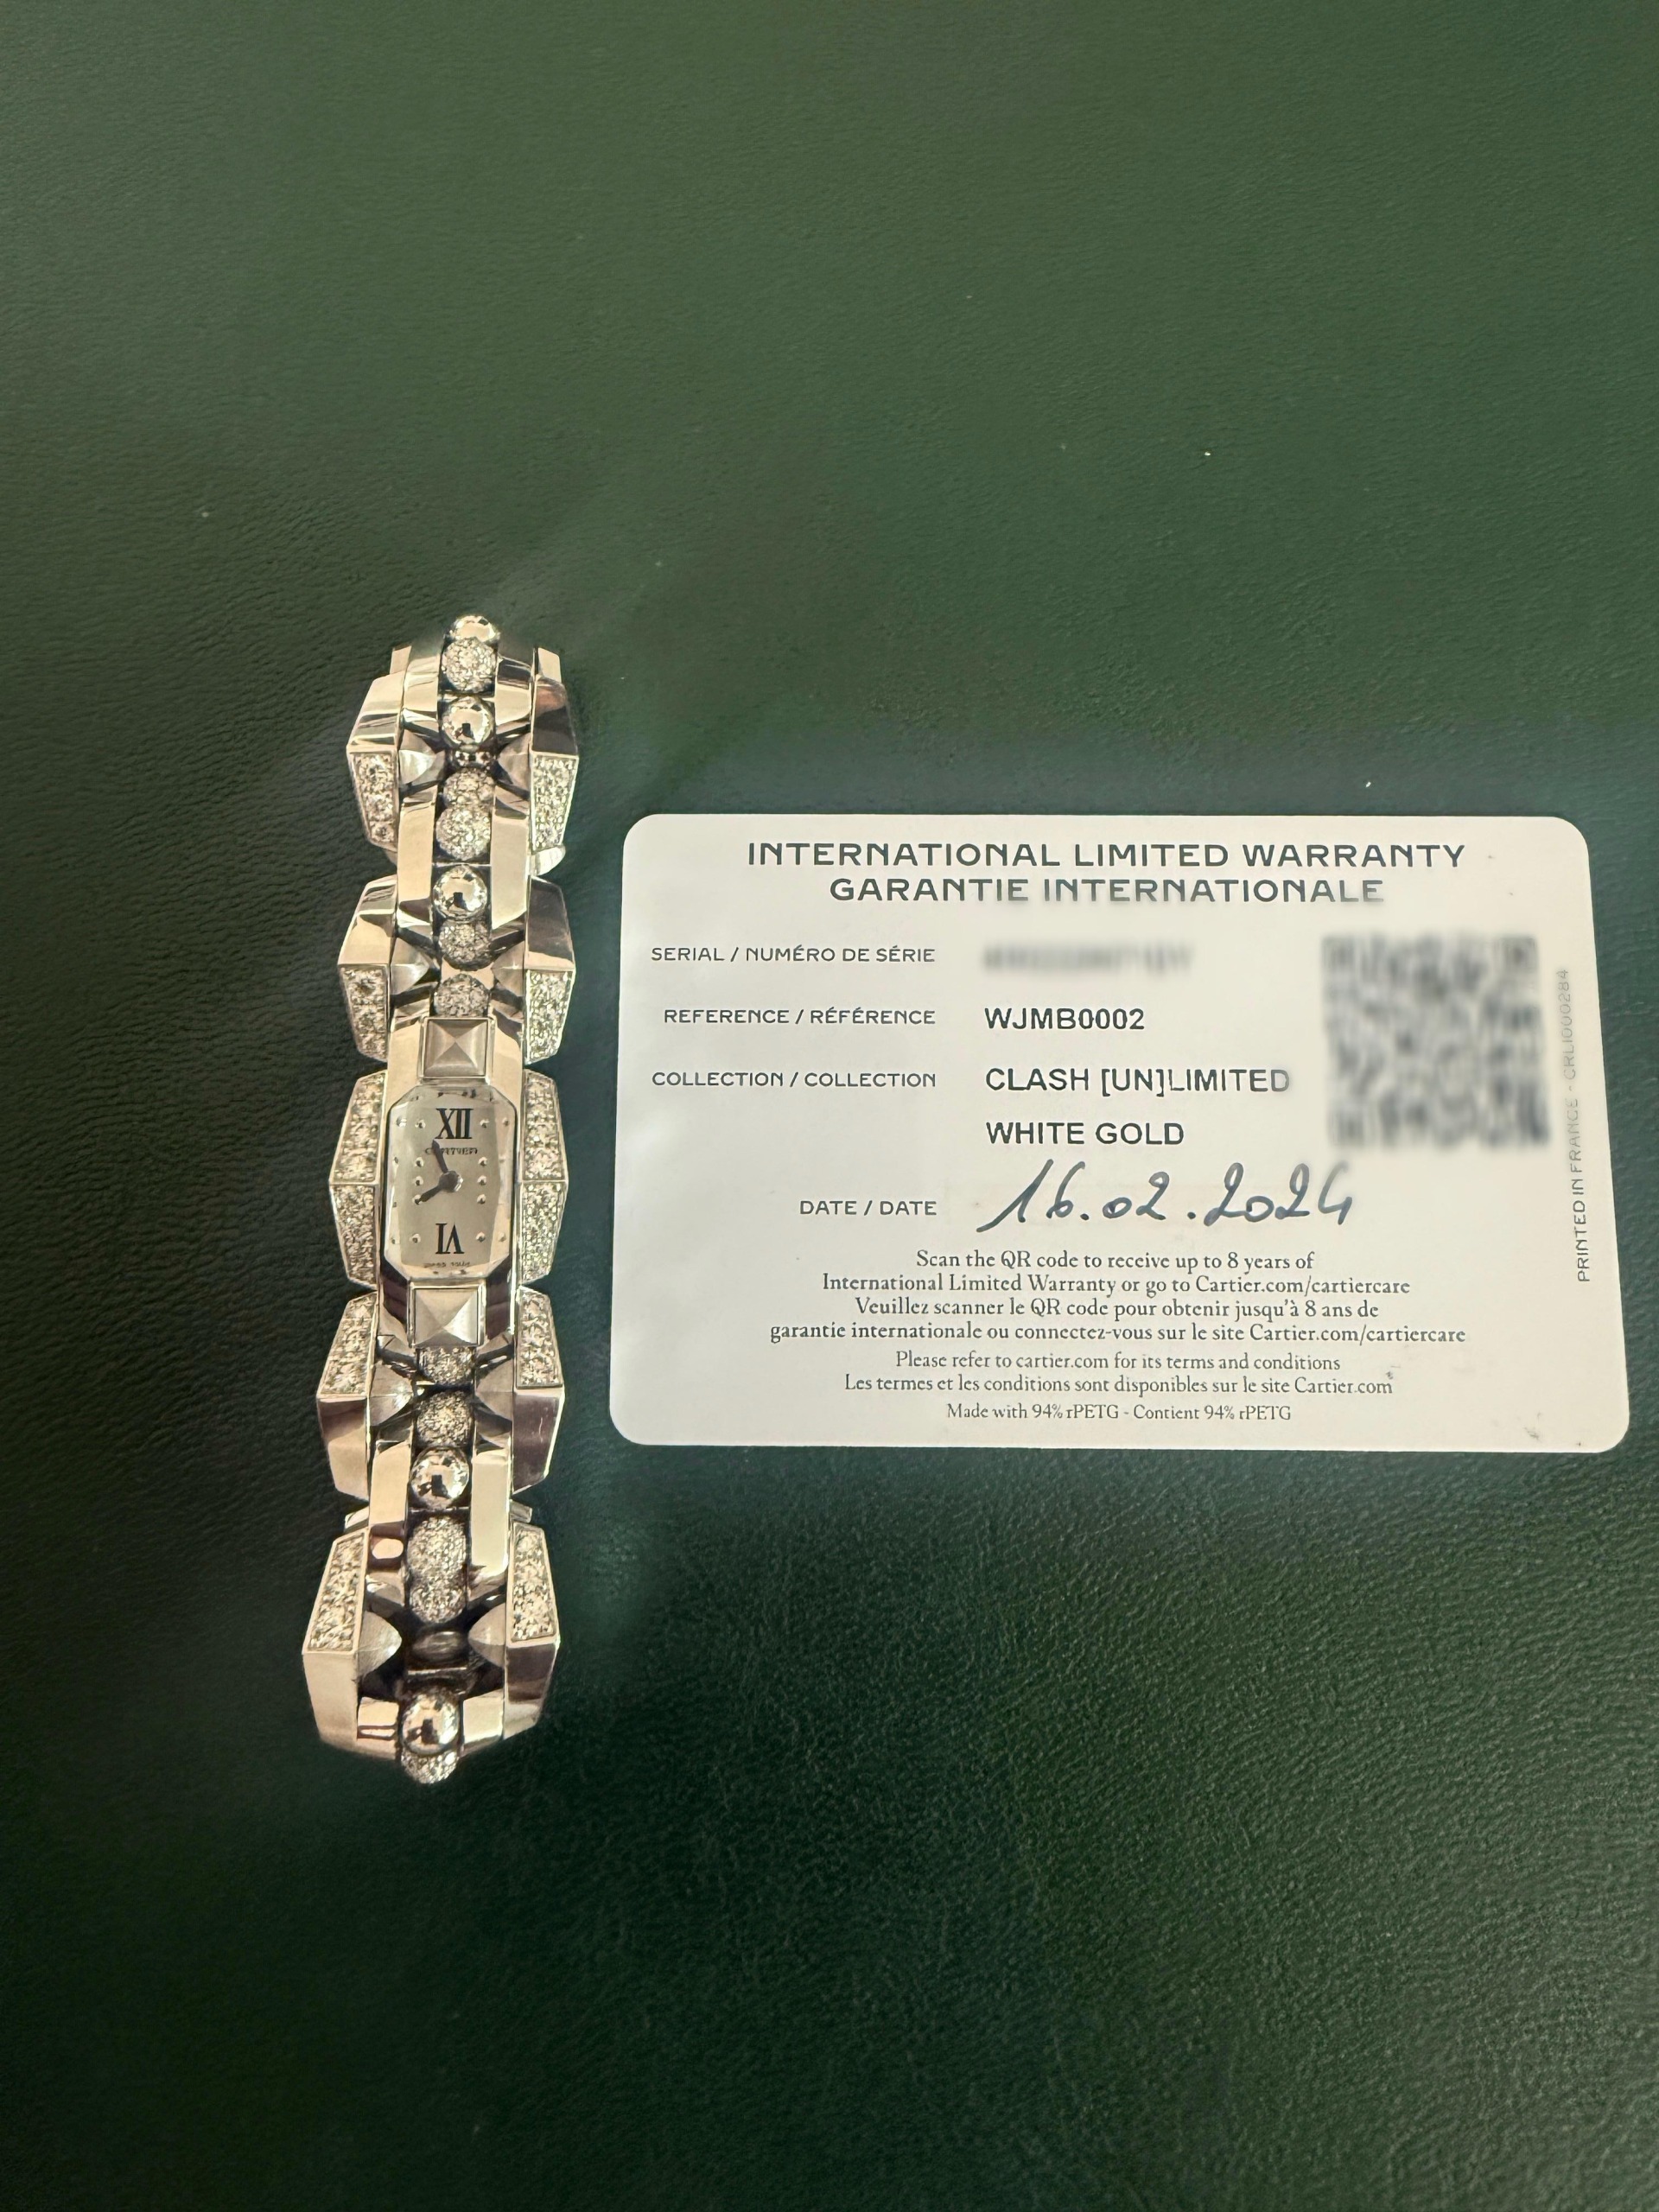 XII
CARTIER
VI
SWISS MADE
INTERNATIONAL LIMITED WARRANTY
GARANTIE INTERNATIONALE
SERIAL / NUMÉRO DE SÉRIE
REFERENCE / RÉFÉRENCE WJMB0002
COLLECTION / COLLECTION CLASH [UN]LIMITED
WHITE GOLD
DATE / DATE 16.02.2024
Scan the QR code to receive up to 8 years of
International Limited Warranty or go to Cartier.com/cartiercare
Veuillez scanner le QR code pour obtenir jusqu'à 8 ans de
garantie internationale ou connectez-vous sur le site Cartier.com/cartiercare
Please refer to cartier.com for its terms and conditions
Les termes et les conditions sont disponibles sur le site Cartier.com
Made with 94% rPETG - Contient 94% rPETG
PRINTED IN FRANCE - CRLI000284